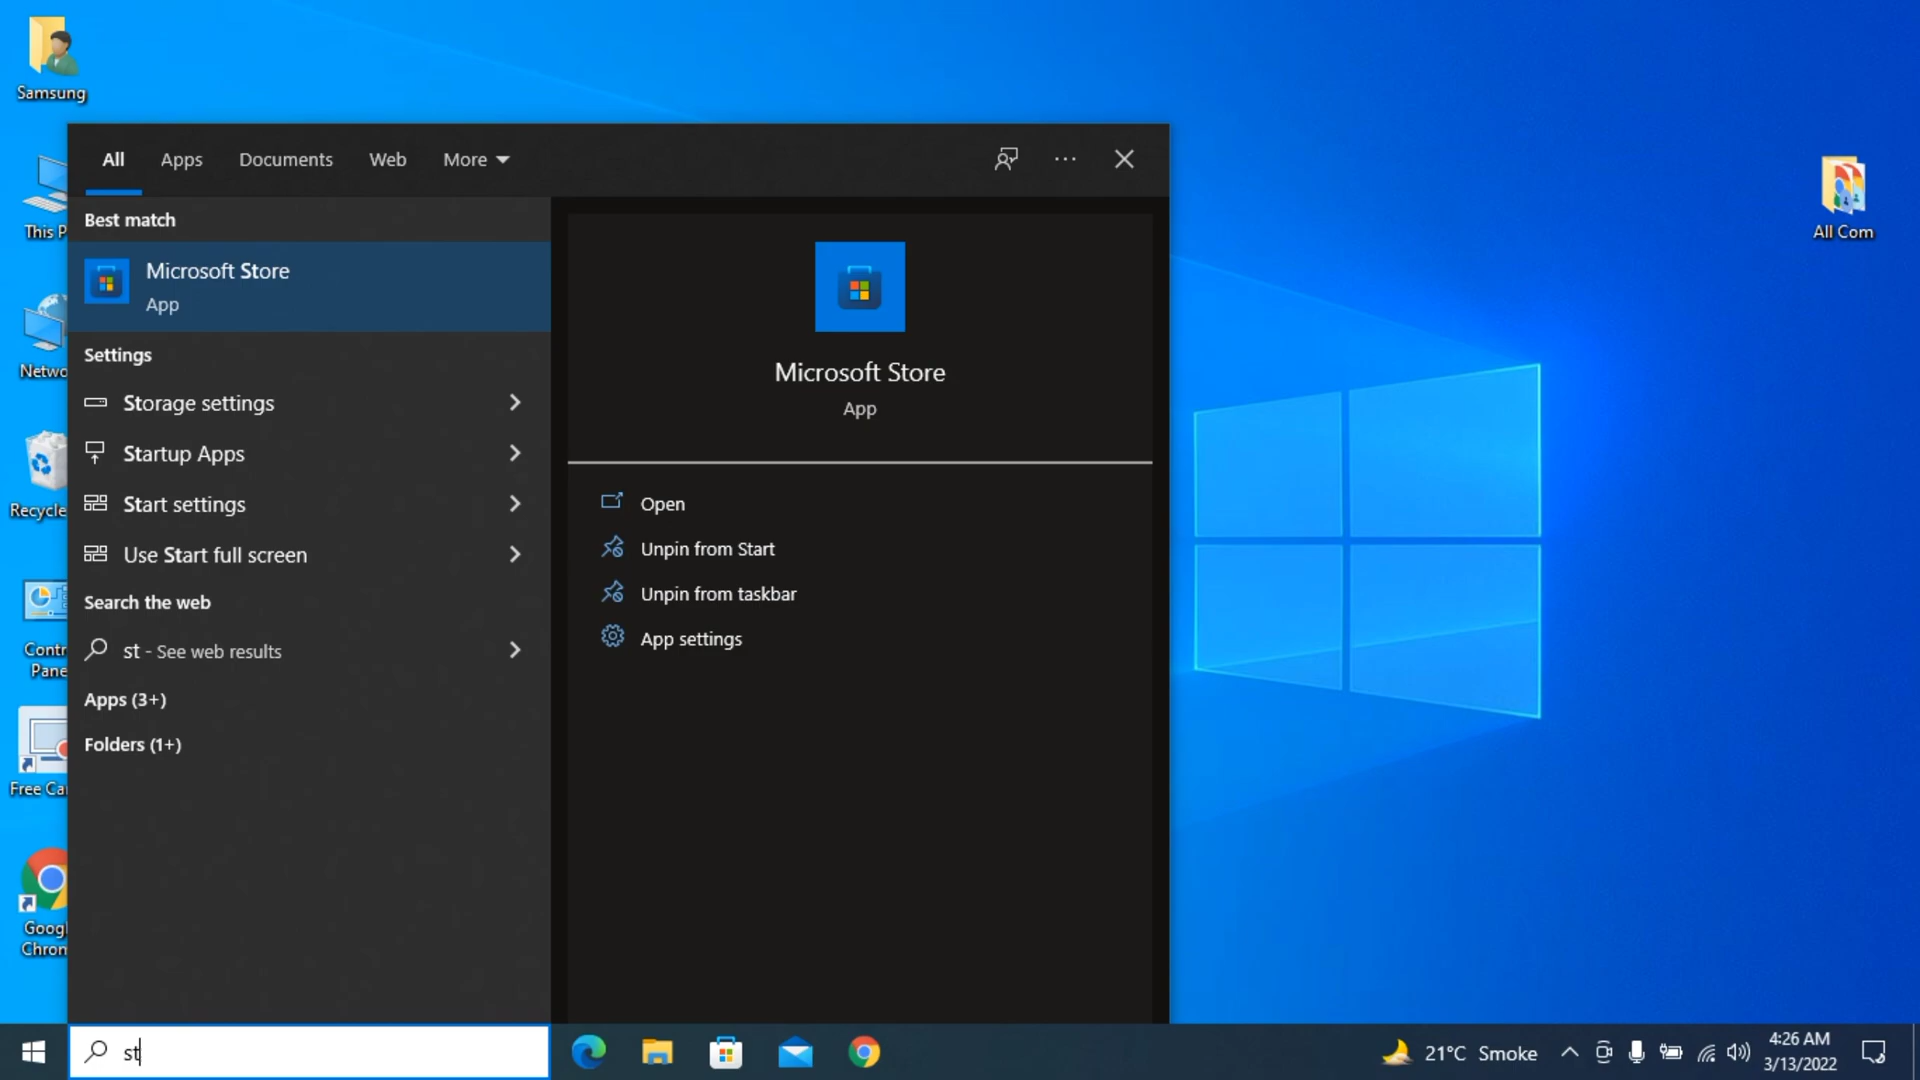 Samsung
All Apps Documents Web More
Best match
Microsoft Store
App
Settings
Storage settings
Startup Apps
Start settings
Use Start full screen
Search the web
st - See web results
Apps (3+)
Folders (1+)
Microsoft Store
App
Open
Unpin from Start
Unpin from taskbar
App settings
This P
Netwo
Recycle
Contr
Pane
Free Ca
Googl
Chron
All Com
st
21°C Smoke
4:26 AM
3/13/2022